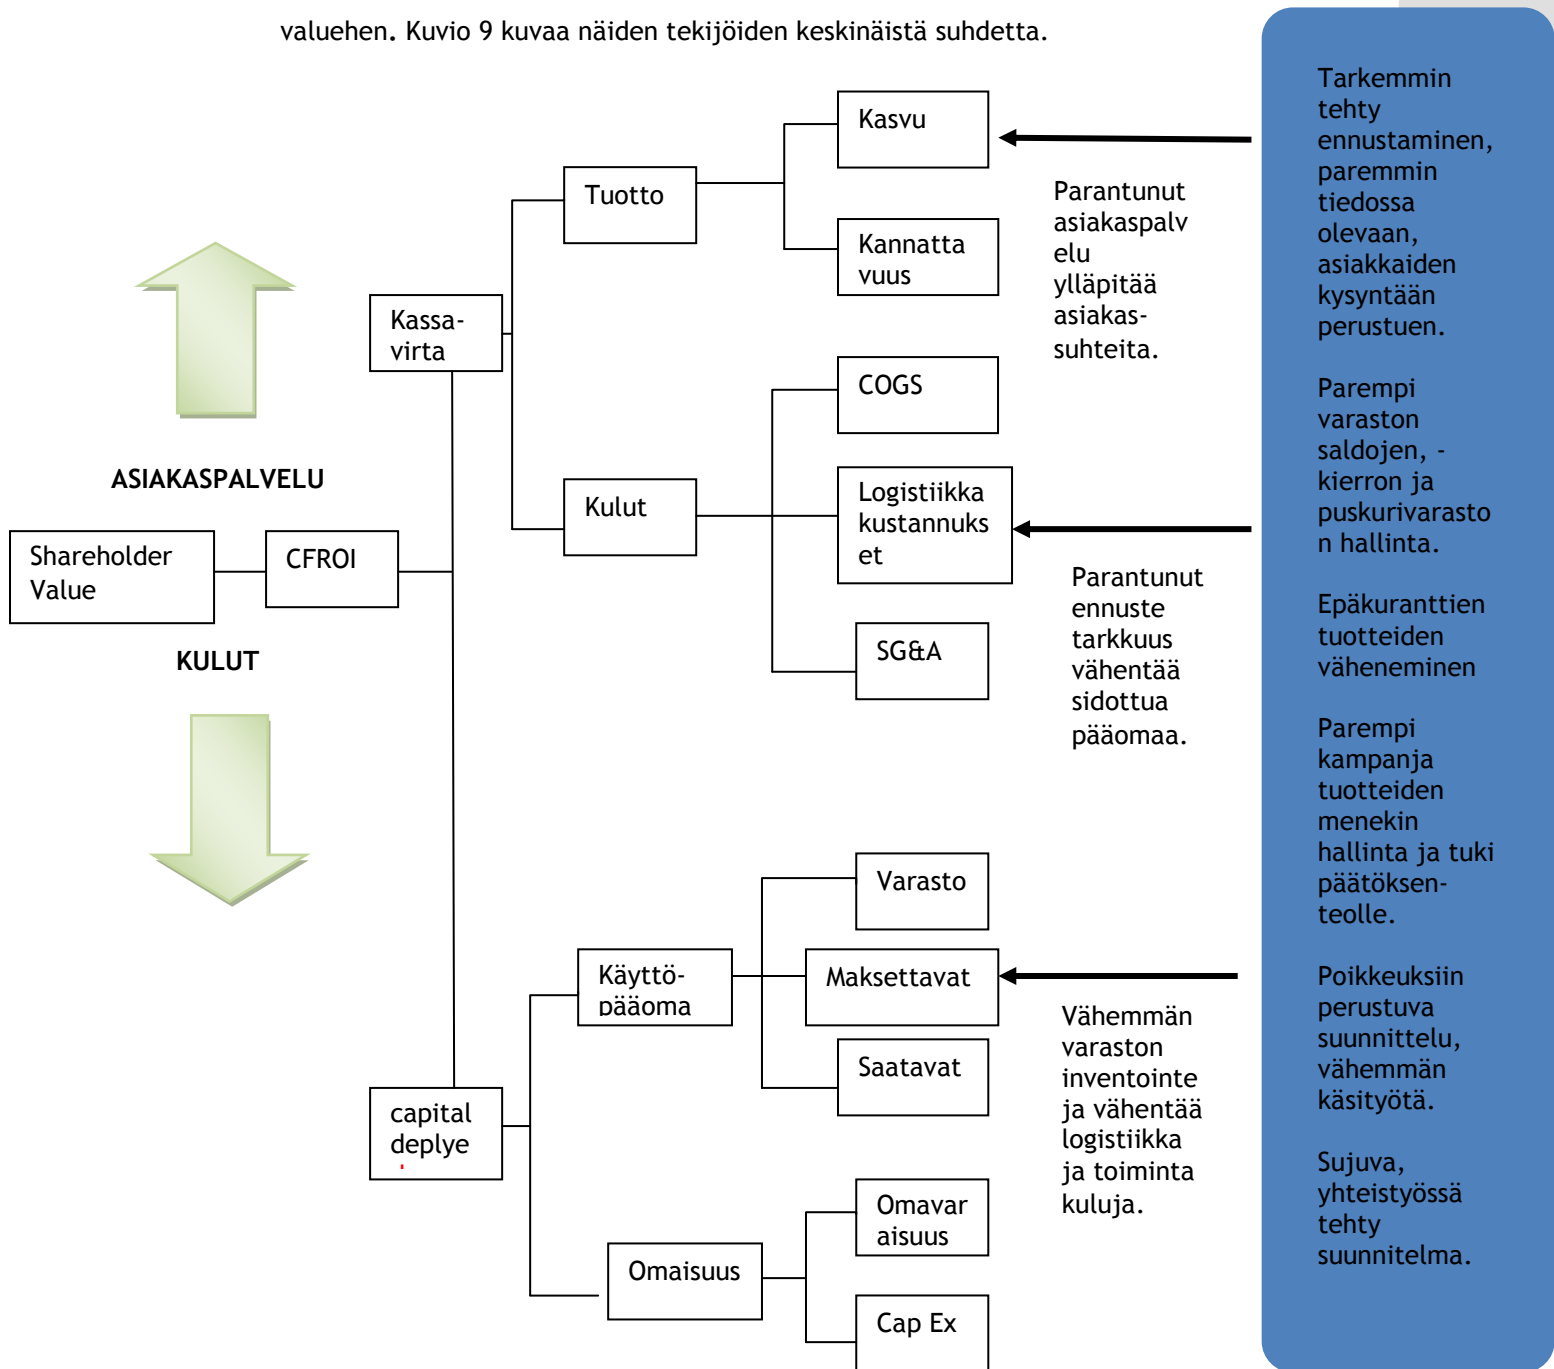 valuehen. Kuvio 9 kuvaa näiden tekijöiden keskinäistä suhdetta.
ASIAKASPALVELU
Shareholder
Value
CFROI
KULUT
Kassa-
virta
capital
deplye
Tuotto
Kulut
Käyttö-
pääoma
Omaisuus
Kasvu
Kannatta
vuus
COGS
Logistiikka
kustannuks
et
SG&A
Varasto
Maksettavat
Saatavat
Omavar
aisuus
Cap Ex
Parantunut
asiakaspalv
elu
ylläpitää
asiakas-
suhteita.
Parantunut
ennuste
tarkkuus
vähentää
sidottua
pääomaa.
Vähemmän
varaston
inventointe
ja vähentää
logistiikka
ja toiminta
kuluja.
Tarkemmin
tehty
ennustaminen,
paremmin
tiedossa
olevaan,
asiakkaiden
kysyntään
perustuen.
Parempi
varaston
saldojen, -
kierron ja
puskurivarasto
n hallinta.
Epäkuranttien
tuotteiden
väheneminen
Parempi
kampanja
tuotteiden
menekin
hallinta ja tuki
päätöksen-
teolle.
Poikkeuksiin
perustuva
suunnittelu,
vähemmän
käsityötä.
Sujuva,
yhteistyössä
tehty
suunnitelma.